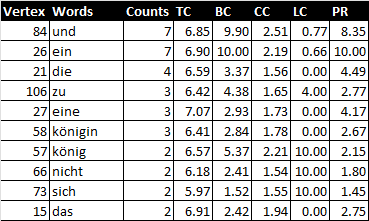 Vertex Words Counts TC BC CC LC PR
84 und 7 6.85 9.90 2.51 0.77 8.35
26 ein 7 6.90 10.00 2.19 0.66 10.00
21 die 4 6.59 3.37 1.56 0.00 4.49
106 zu 3 6.42 4.38 1.65 4.00 2.77
27 eine 3 7.07 2.93 1.73 0.00 4.17
58 königin 3 6.41 2.84 1.78 0.00 2.67
57 könig 2 6.57 5.37 2.21 10.00 2.15
66 nicht 2 6.18 2.41 1.54 10.00 1.80
73 sich 2 5.97 1.52 1.55 10.00 1.45
15 das 2 6.91 2.42 1.94 0.00 2.75